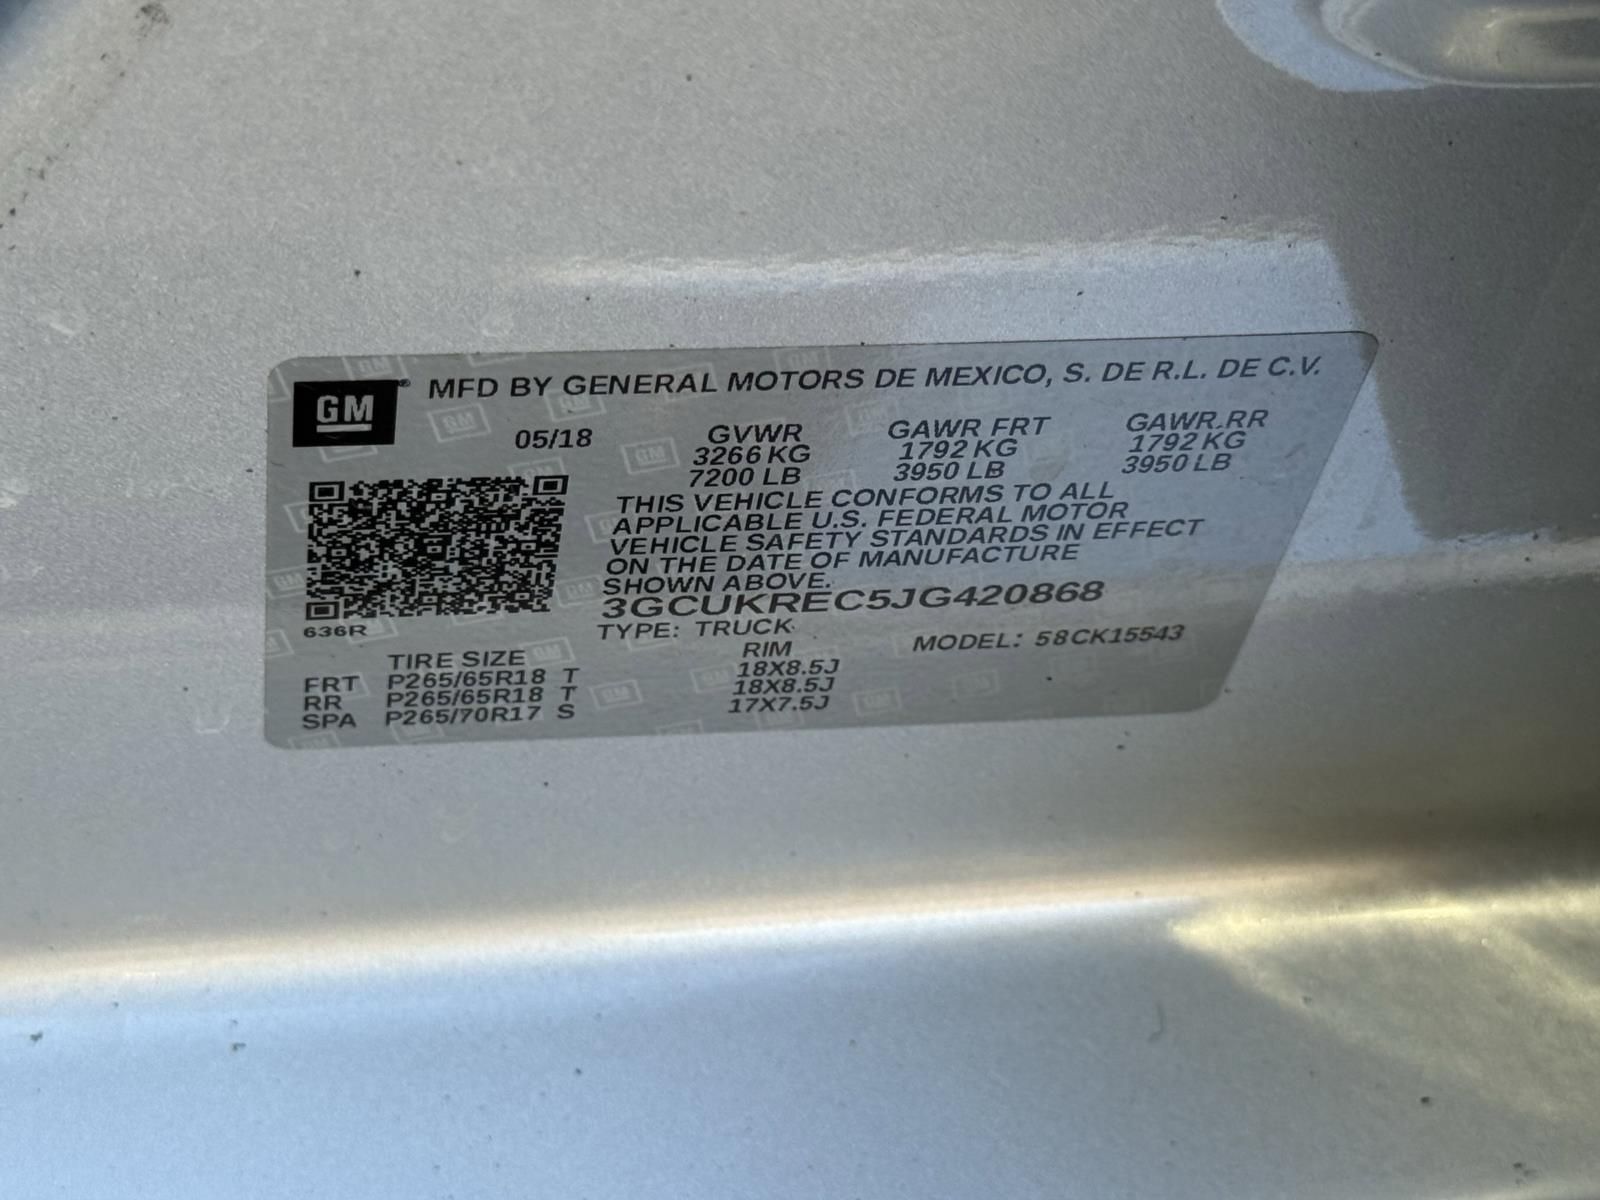 GM MFD BY GENERAL MOTORS DE MEXICO, S. DE R.L. DE C.V.
05/18 GVWR GAWR FRT GAWR RR
3266 KG 1792 KG 1792 KG
7200 LB 3950 LB 3950 LB
THIS VEHICLE CONFORMS TO ALL
APPLICABLE U.S. FEDERAL MOTOR
VEHICLE SAFETY STANDARDS IN EFFECT
ON THE DATE OF MANUFACTURE
SHOWN ABOVE.
3GCUKREC5JG420868
636R TYPE: TRUCK MODEL: 58CK15543
TIRE SIZE RIM
FRT P265/65R18 T 18X8.5J
RR P265/65R18 T 18X8.5J
SPA P265/70R17 S 17X7.5J